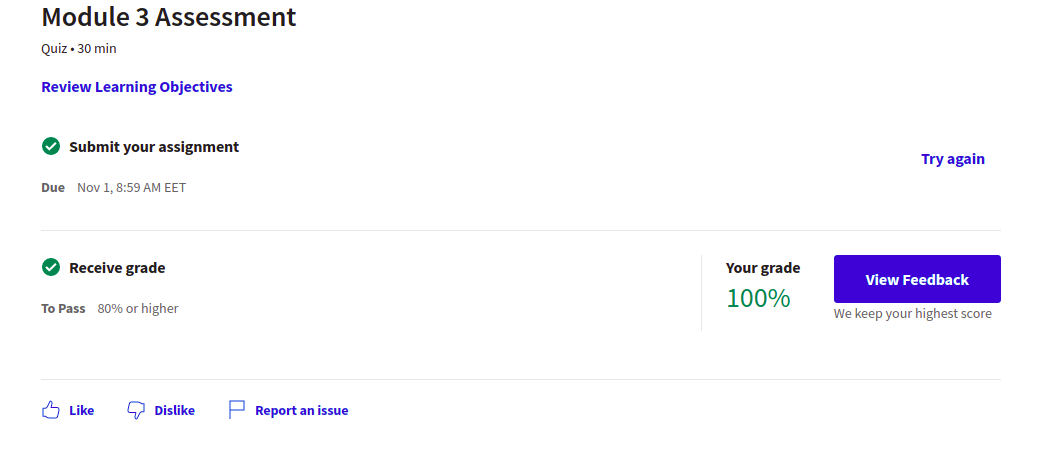 Module 3 Assessment
Quiz • 30 min
Review Learning Objectives
Submit your assignment
Try again
Due Nov 1, 8:59 AM EET
Receive grade
Your grade
View Feedback
To Pass 80% or higher
100%
We keep your highest score
Like Dislike Report an issue